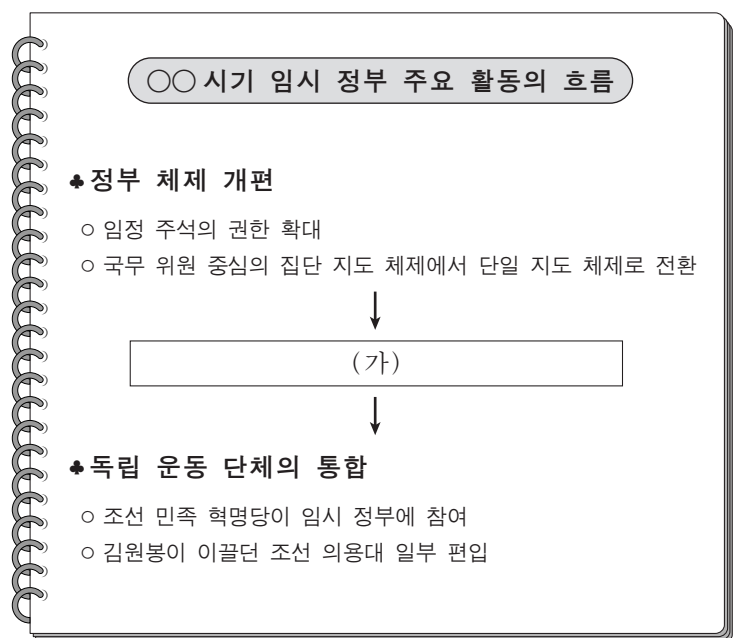 ○○ 시기 임시 정부 주요 활동의 흐름
♣정부 체제 개편
○ 임정 주석의 권한 확대
○ 국무 위원 중심의 집단 지도 체제에서 단일 지도 체제로 전환
(가)
♣독립 운동 단체의 통합
○ 조선 민족 혁명당이 임시 정부에 참여
○ 김원봉이 이끌던 조선 의용대 일부 편입